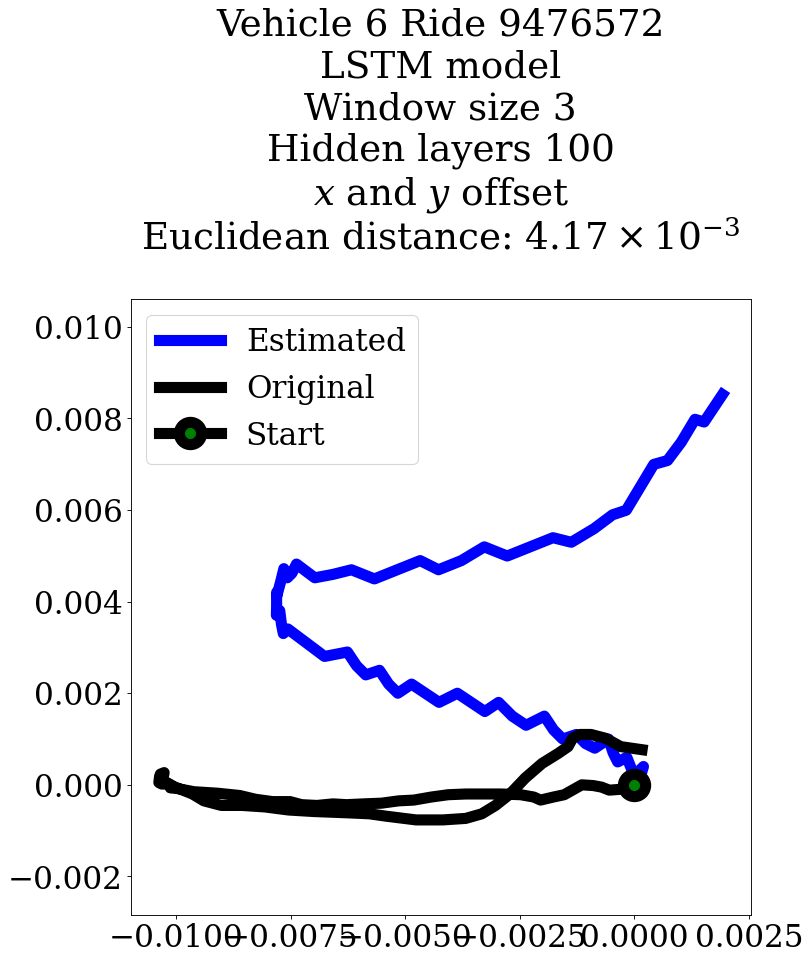 Vehicle 6 Ride 9476572
LSTM model
Window size 3
Hidden layers 100
x and y offset
Euclidean distance: 4.17 × 10⁻³
Estimated
Original
Start
0.010
0.008
0.006
0.004
0.002
0.000
−0.002
−0.0100 −0.0075 −0.0050 −0.0025 0.0000 0.0025